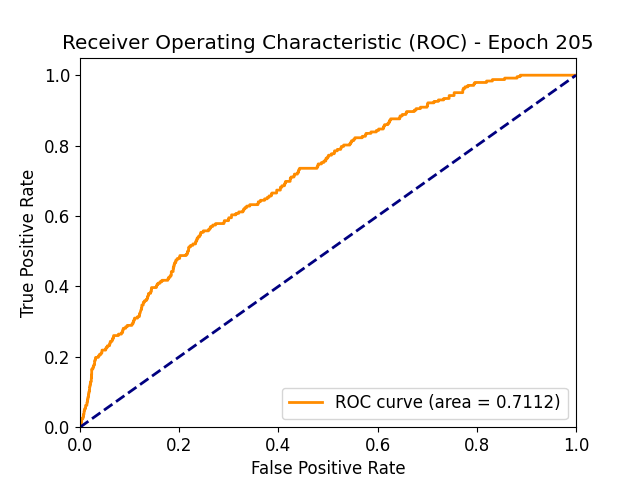 Receiver Operating Characteristic (ROC) - Epoch 205
True Positive Rate
1.0
0.8
0.6
0.4
0.2
0.0
ROC curve (area = 0.7112)
0.0 0.2 0.4 0.6 0.8 1.0
False Positive Rate